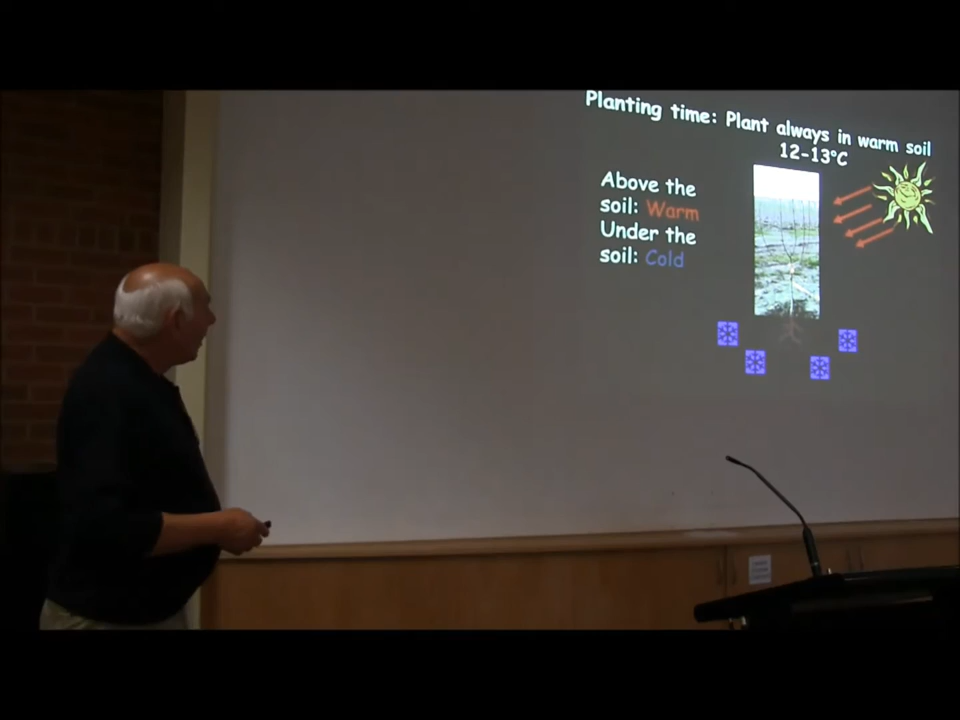 Planting time: Plant always in warm soil
12-13°C
Above the
soil: Warm
Under the
soil: Cold